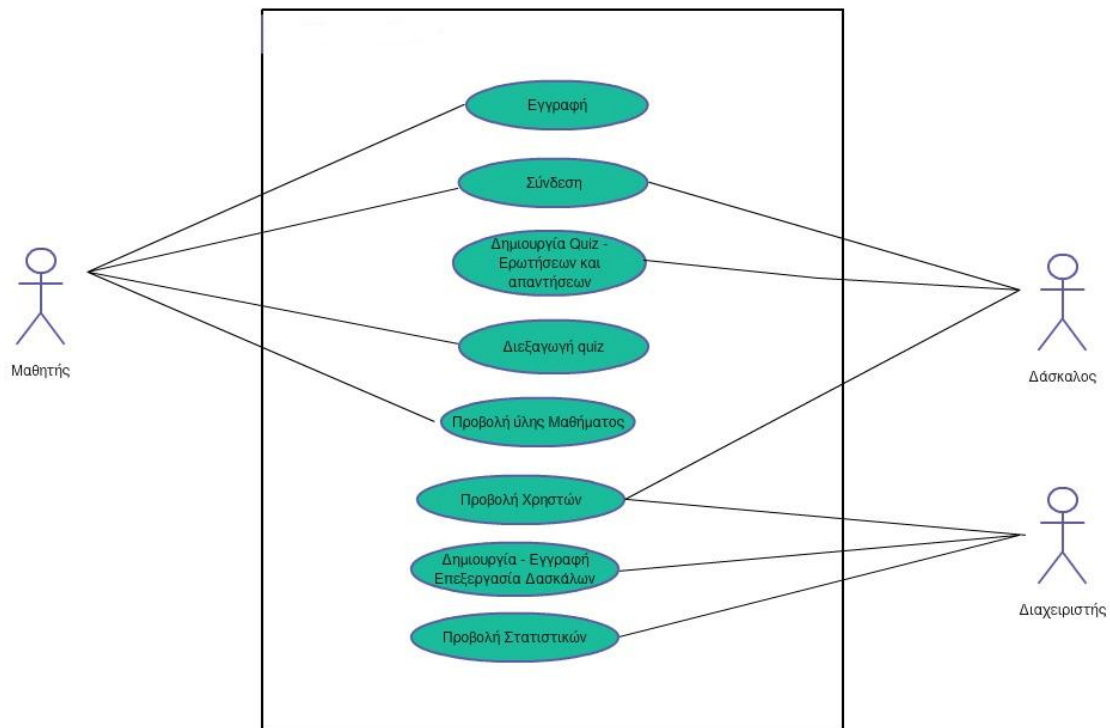 Εγγραφή
Σύνδεση
Δημιουργία Quiz -
Ερωτήσεων και
απαντήσεων
Διεξαγωγή quiz
Μαθητής
Δάσκαλος
Προβολή ύλης Μαθήματος
Προβολή Χρηστών
Δημιουργία - Εγγραφή
Επεξεργασία Δασκάλων
Διαχειριστής
Προβολή Στατιστικών